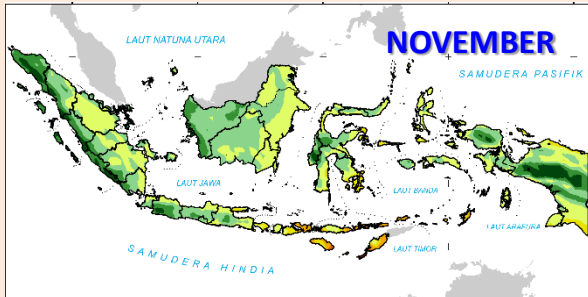 LAUT NATUNA UTARA
NOVEMBER
SAMUDERA PASIFIK
LAUT JAWA
LAUT BANDA
LAUT ARAFURA
LAUT TIMOR
SAMUDERA HINDIA